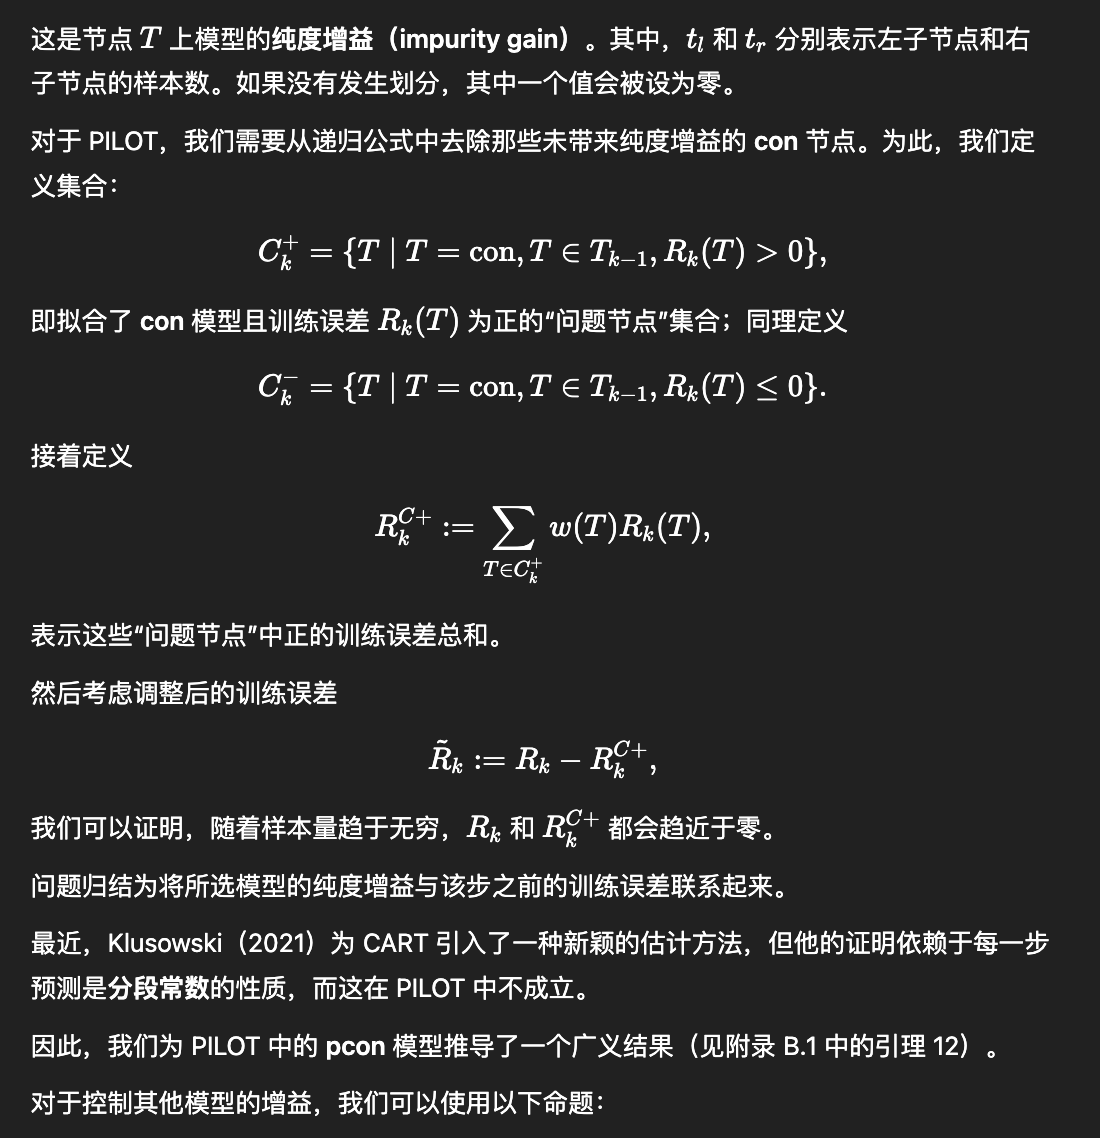 这是节点 T 上模型的纯度增益（impurity gain）。其中，t_l 和 t_r 分别表示左子节点和右
子节点的样本数。如果没有发生划分，其中一个值会被设为零。
对于 PILOT，我们需要从递归公式中去除那些未带来纯度增益的 con 节点。为此，我们定
义集合：
C_k^+ = {T | T = con, T ∈ T_{k−1}, R_k(T) > 0},
即拟合了 con 模型且训练误差 R_k(T) 为正的“问题节点”集合；同理定义
C_k^− = {T | T = con, T ∈ T_{k−1}, R_k(T) ≤ 0}.
接着定义
R_k^{C+} := ∑_{T∈C_k^+} w(T)R_k(T),
表示这些“问题节点”中正的训练误差总和。
然后考虑调整后的训练误差
R̃_k := R_k − R_k^{C+},
我们可以证明，随着样本量趋于无穷，R_k 和 R_k^{C+} 都会趋近于零。
问题归结为将所选模型的纯度增益与该步之前的训练误差联系起来。
最近，Klusowski（2021）为 CART 引入了一种新颖的估计方法，但他的证明依赖于每一步
预测是分段常数的性质，而这在 PILOT 中不成立。
因此，我们为 PILOT 中的 pcon 模型推导了一个广义结果（见附录 B.1 中的引理 12）。
对于控制其他模型的增益，我们可以使用以下命题：